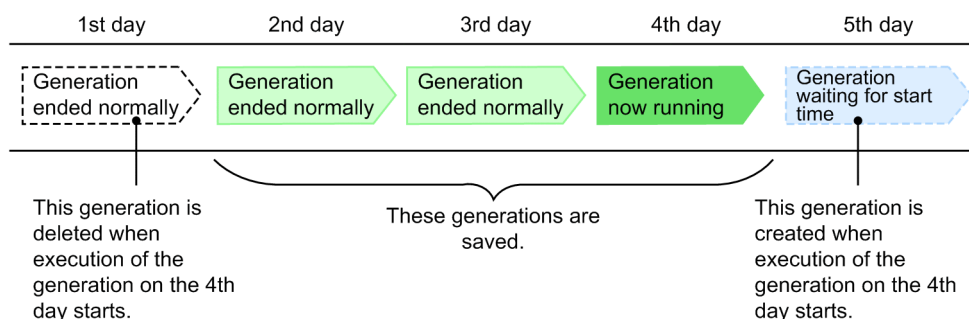 1st day
2nd day
3rd day
4th day
5th day
Generation
ended normally
Generation
ended normally
Generation
ended normally
Generation
now running
Generation
waiting for start
time
This generation is
deleted when
execution of the
generation on the 4th
day starts.
These generations are
saved.
This generation is
created when
execution of the
generation on the 4th
day starts.